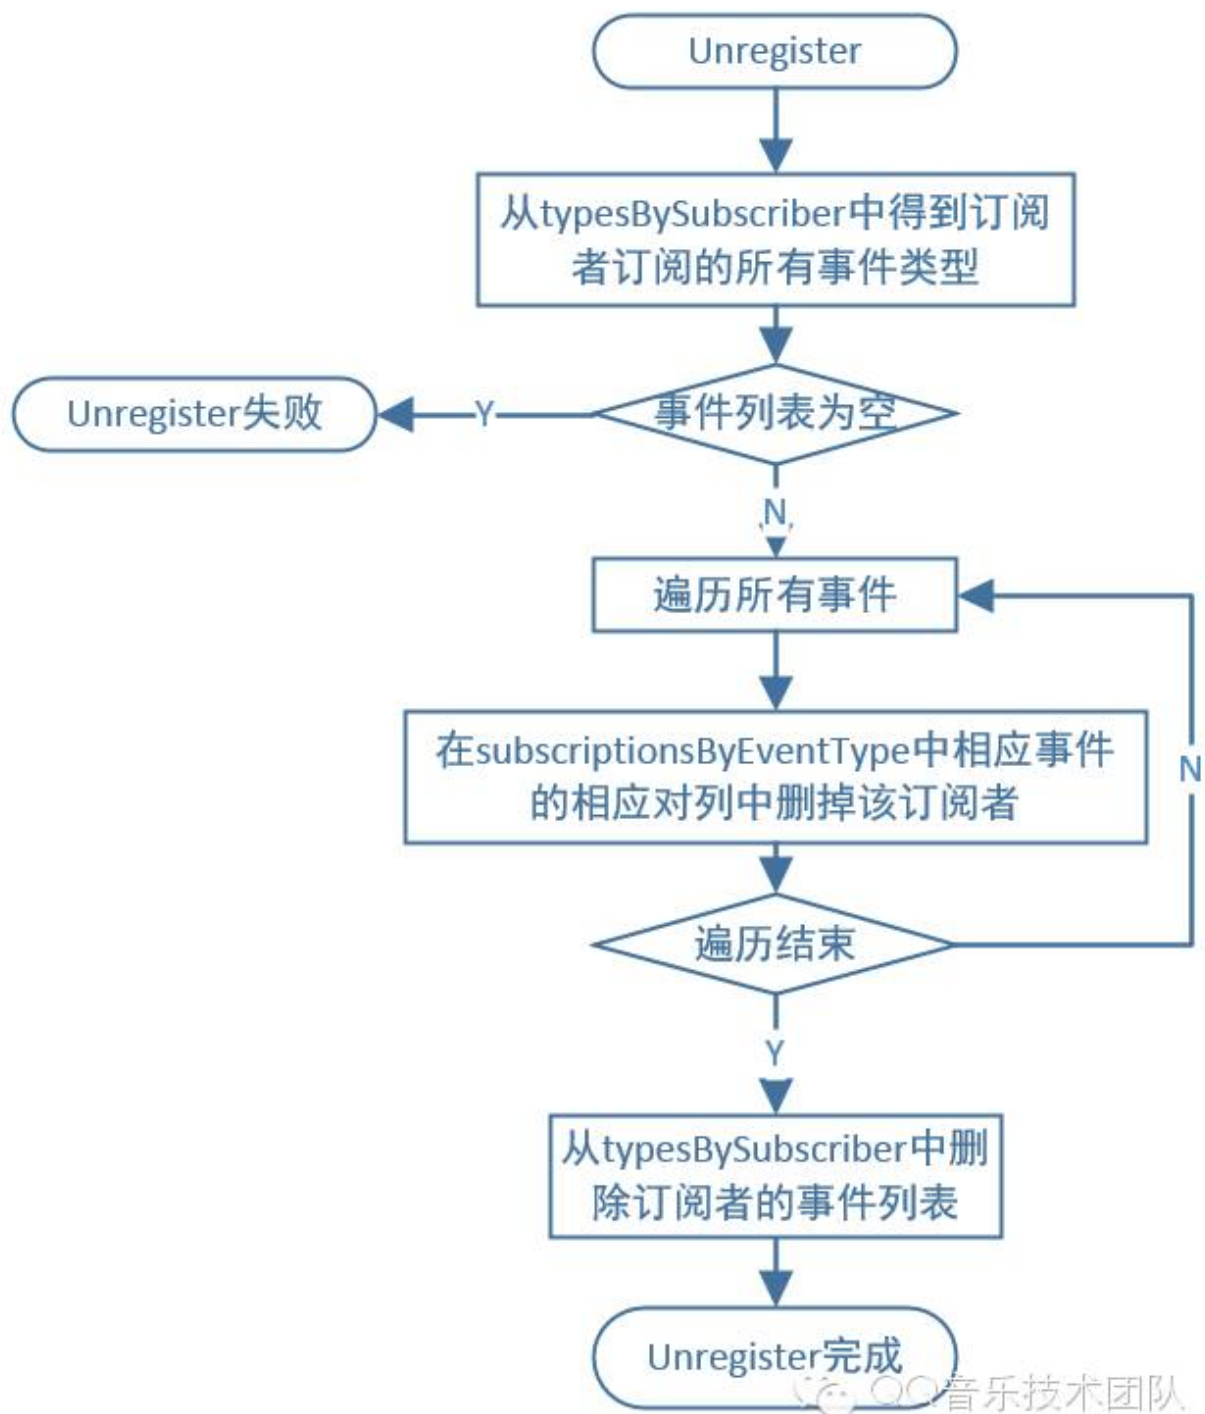 Unregister
从typesBySubscriber中得到订阅
者订阅的所有事件类型
事件列表为空
Y
Unregister失败
N
遍历所有事件
在subscriptionsByEventType中相应事件
的相应对列中删掉该订阅者
N
遍历结束
Y
从typesBySubscriber中删
除订阅者的事件列表
Unregister完成
QQ音乐技术团队